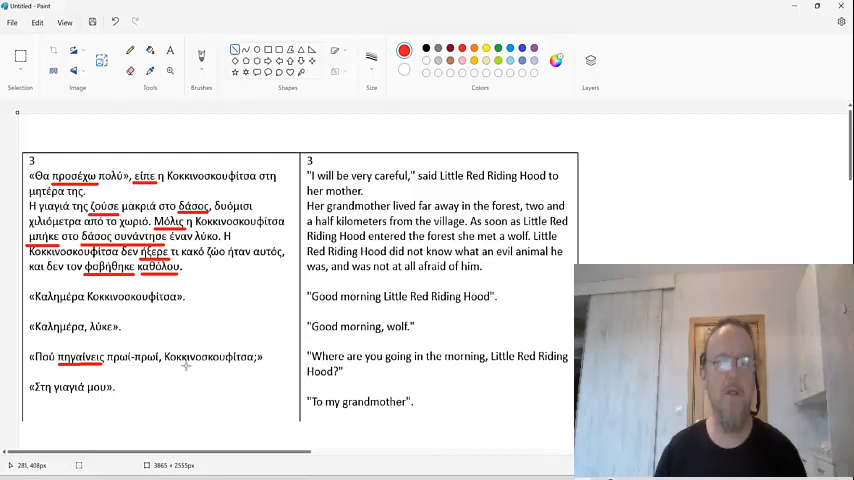 Untitled - Paint
File Edit View
Selection Image Tools Brushes Shapes Size Colors Layers
3
«Θα προσέχω πολύ», είπε η Κοκκινοσκουφίτσα στη
μητέρα της.
Η γιαγιά της ζούσε μακριά στο δάσος, δυόμισι
χιλιόμετρα από το χωριό. Μόλις η Κοκκινοσκουφίτσα
μπήκε στο δάσος συνάντησε έναν λύκο. Η
Κοκκινοσκουφίτσα δεν ήξερε τι κακό ζώο ήταν αυτός,
και δεν τον φοβήθηκε καθόλου.
«Καλημέρα Κοκκινοσκουφίτσα».
«Καλημέρα, λύκε».
«Πού πηγαίνεις πρωί-πρωί, Κοκκινοσκουφίτσα;»
«Στη γιαγιά μου».
3
"I will be very careful," said Little Red Riding Hood to
her mother.
Her grandmother lived far away in the forest, two and
a half kilometers from the village. As soon as Little Red
Riding Hood entered the forest she met a wolf. Little
Red Riding Hood did not know what an evil animal he
was, and was not at all afraid of him.
"Good morning Little Red Riding Hood".
"Good morning, wolf."
"Where are you going in the morning, Little Red Riding
Hood?"
"To my grandmother".
281, 408px 3865 × 2555px